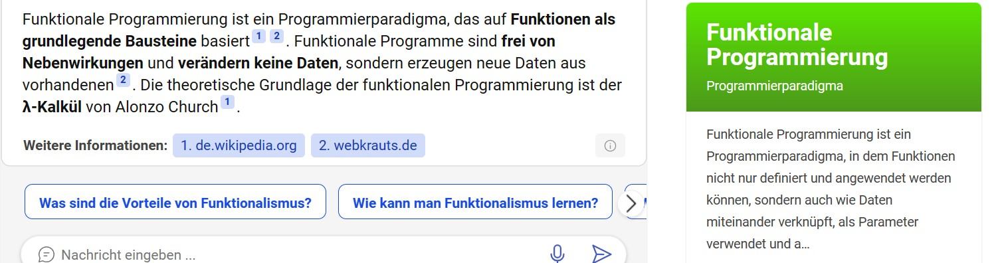 Funktionale Programmierung ist ein Programmierparadigma, das auf Funktionen als
grundlegende Bausteine basiert 1 2 . Funktionale Programme sind frei von
Nebenwirkungen und verändern keine Daten, sondern erzeugen neue Daten aus
vorhandenen 2 . Die theoretische Grundlage der funktionalen Programmierung ist der
λ-Kalkül von Alonzo Church 1 .
Weitere Informationen: 1. de.wikipedia.org 2. webkrauts.de
Was sind die Vorteile von Funktionalismus? Wie kann man Funktionalismus lernen?
Nachricht eingeben ...
Funktionale
Programmierung
Programmierparadigma
Funktionale Programmierung ist ein
Programmierparadigma, in dem Funktionen
nicht nur definiert und angewendet werden
können, sondern auch wie Daten
miteinander verknüpft, als Parameter
verwendet und a...